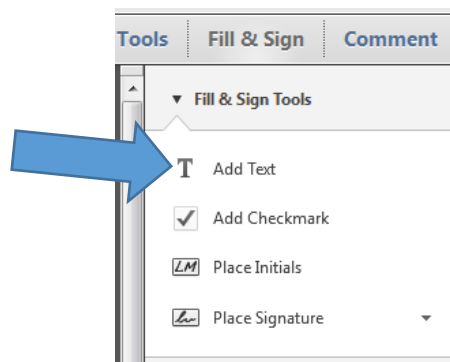 Tools Fill & Sign Comment
Fill & Sign Tools
T Add Text
Add Checkmark
LM Place Initials
Place Signature